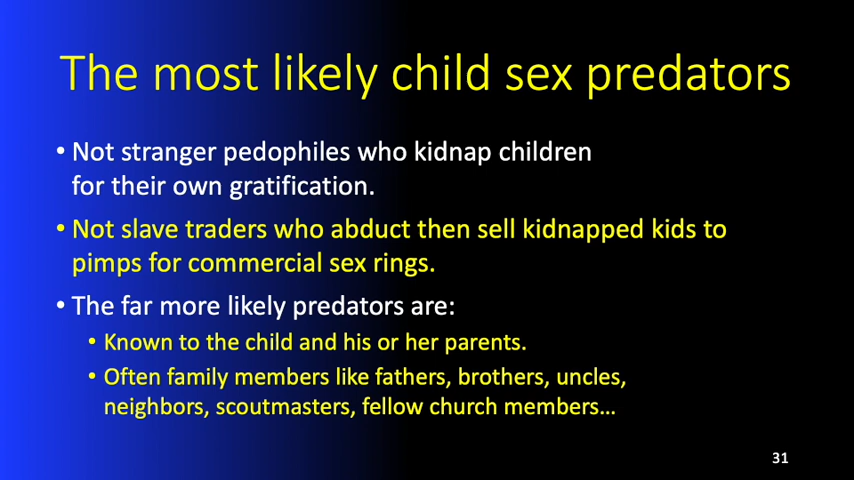 The most likely child sex predators
• Not stranger pedophiles who kidnap children
for their own gratification.
• Not slave traders who abduct then sell kidnapped kids to
pimps for commercial sex rings.
• The far more likely predators are:
• Known to the child and his or her parents.
• Often family members like fathers, brothers, uncles,
neighbors, scoutmasters, fellow church members…
31